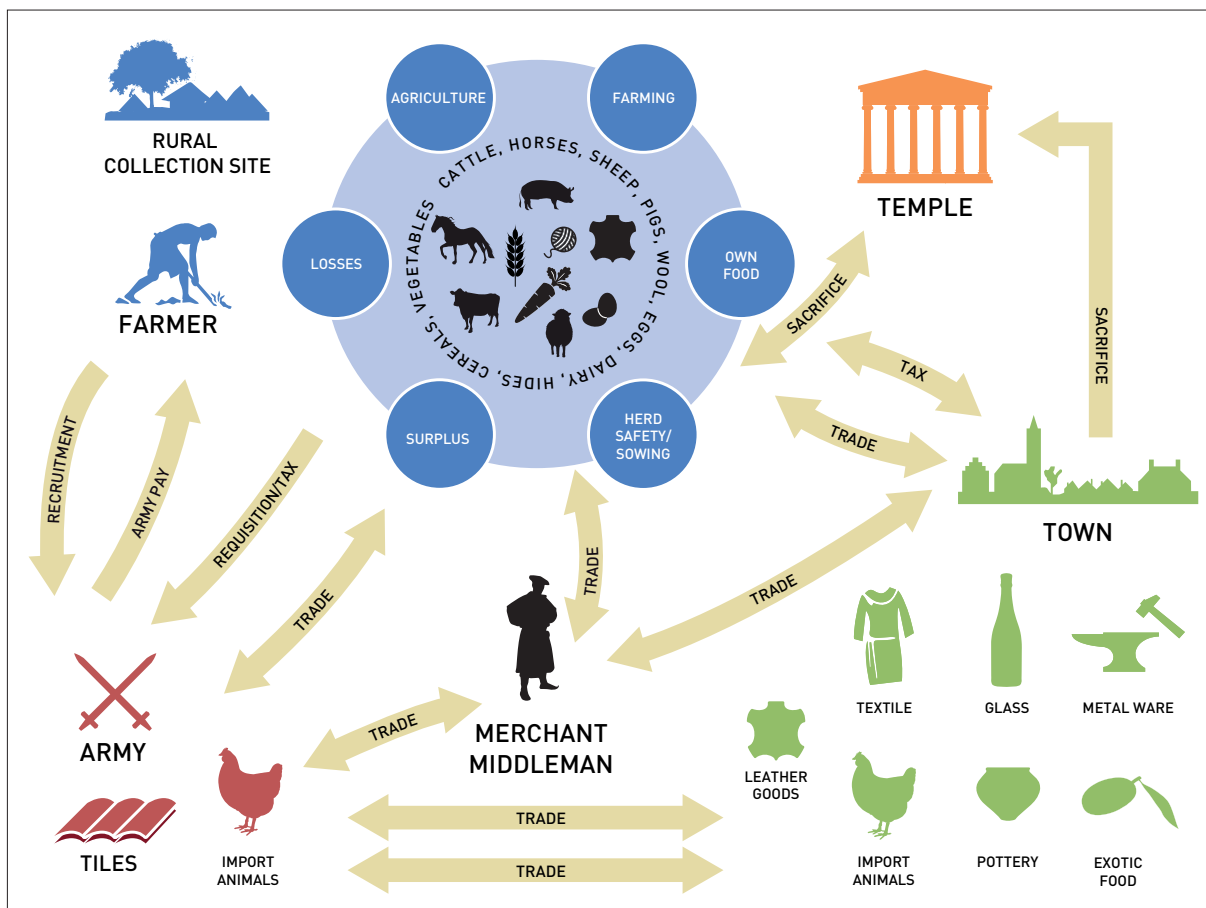 RURAL
COLLECTION SITE
FARMER
AGRICULTURE
FARMING
LOSSES
OWN
FOOD
SURPLUS
HERD
SAFETY/
SOWING
CATTLE, HORSES, SHEEP, PIGS, WOOL, EGGS, DAIRY, HIDES, CEREALS, VEGETABLES
TEMPLE
SACRIFICE
SACRIFICE
TAX
TRADE
TOWN
RECRUITMENT
ARMY PAY
REQUISITION/TAX
TRADE
TRADE
TRADE
ARMY
TILES
IMPORT
ANIMALS
TRADE
MERCHANT
MIDDLEMAN
TRADE
TRADE
TEXTILE
GLASS
METAL WARE
LEATHER
GOODS
IMPORT
ANIMALS
POTTERY
EXOTIC
FOOD